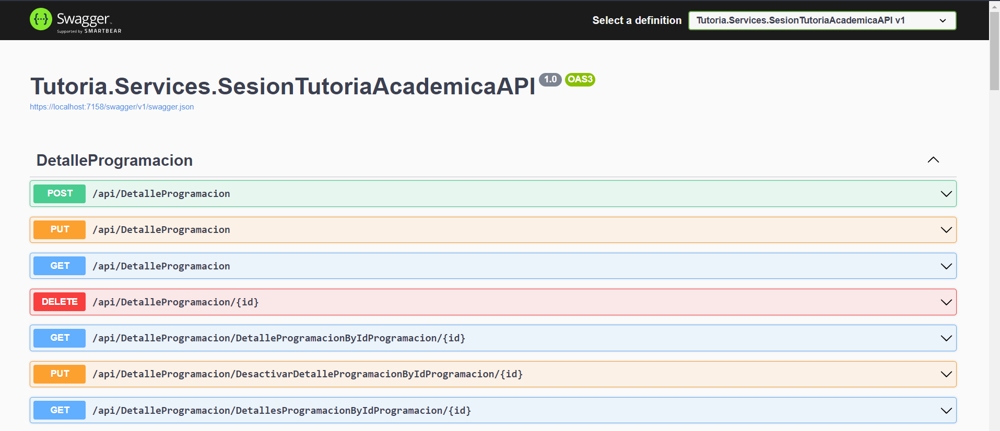 {···} Swagger™
Supported by SMARTBEAR
Select a definition
Tutoria.Services.SesionTutoriaAcademicaAPI v1
Tutoria.Services.SesionTutoriaAcademicaAPI 1.0 OAS3
https://localhost:7158/swagger/v1/swagger.json
DetalleProgramacion
POST /api/DetalleProgramacion
PUT /api/DetalleProgramacion
GET /api/DetalleProgramacion
DELETE /api/DetalleProgramacion/{id}
GET /api/DetalleProgramacion/DetalleProgramacionByIdProgramacion/{id}
PUT /api/DetalleProgramacion/DesactivarDetalleProgramacionByIdProgramacion/{id}
GET /api/DetalleProgramacion/DetallesProgramacionByIdProgramacion/{id}